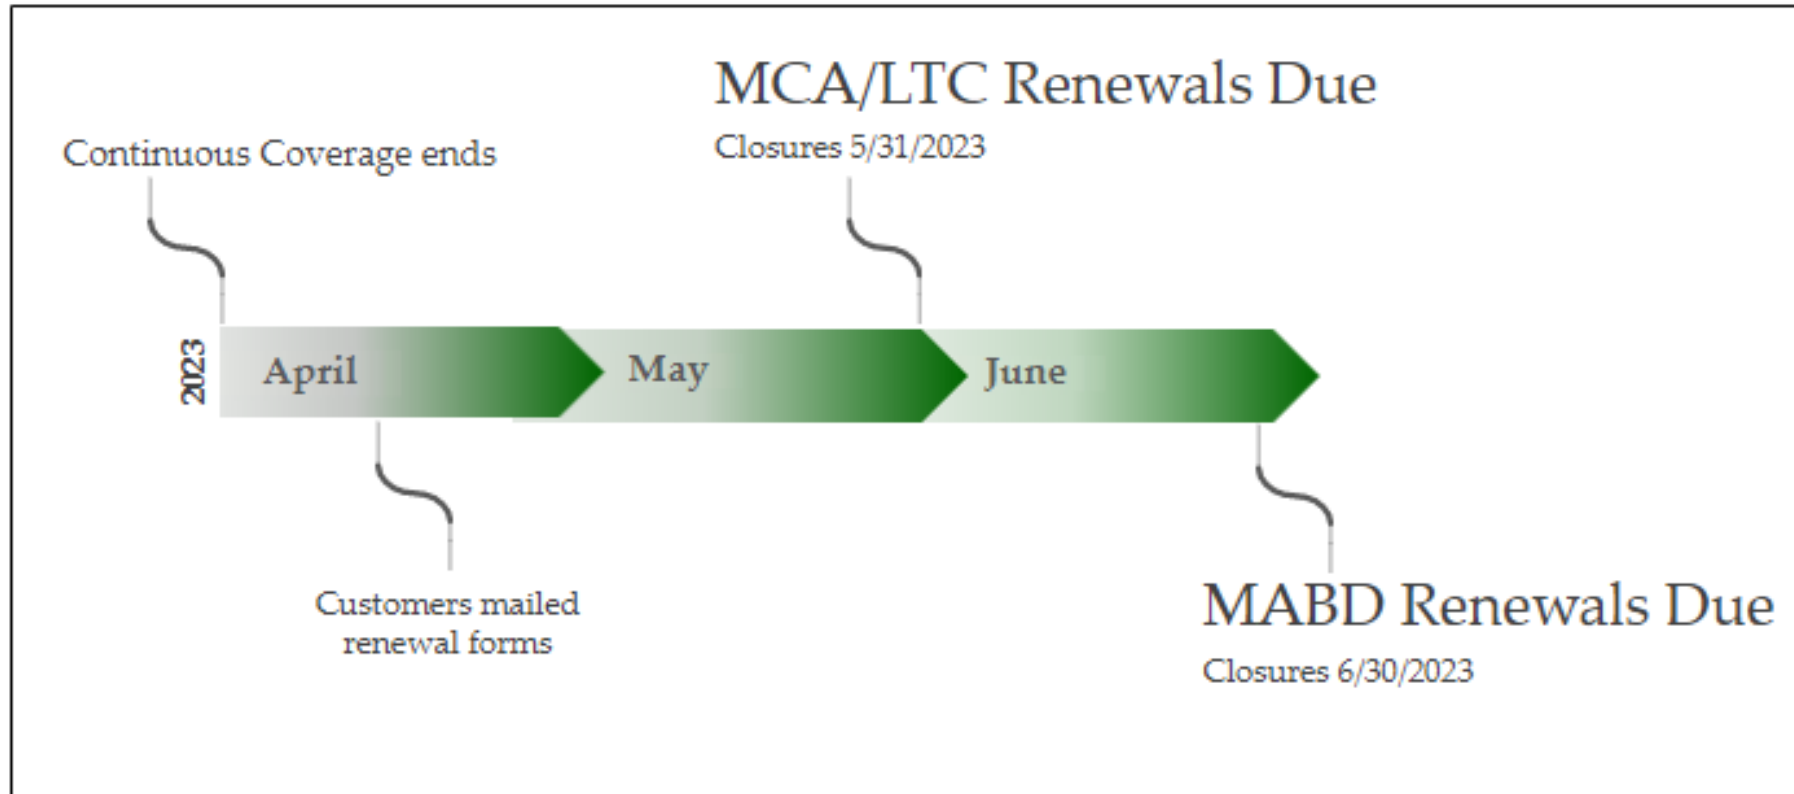 MCA/LTC Renewals Due
Closures 5/31/2023
Continuous Coverage ends
2023
April
May
June
Customers mailed
renewal forms
MABD Renewals Due
Closures 6/30/2023